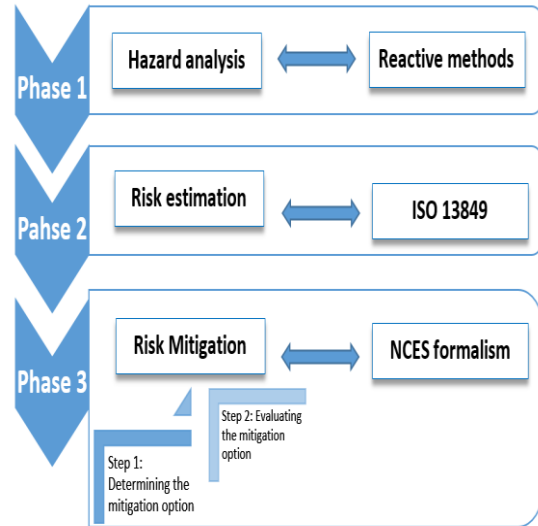 Phase 1
Hazard analysis
Reactive methods
Pahse 2
Risk estimation
ISO 13849
Phase 3
Risk Mitigation
NCES formalism
Step 2: Evaluating
the mitigation
option
Step 1:
Determining the
mitigation option